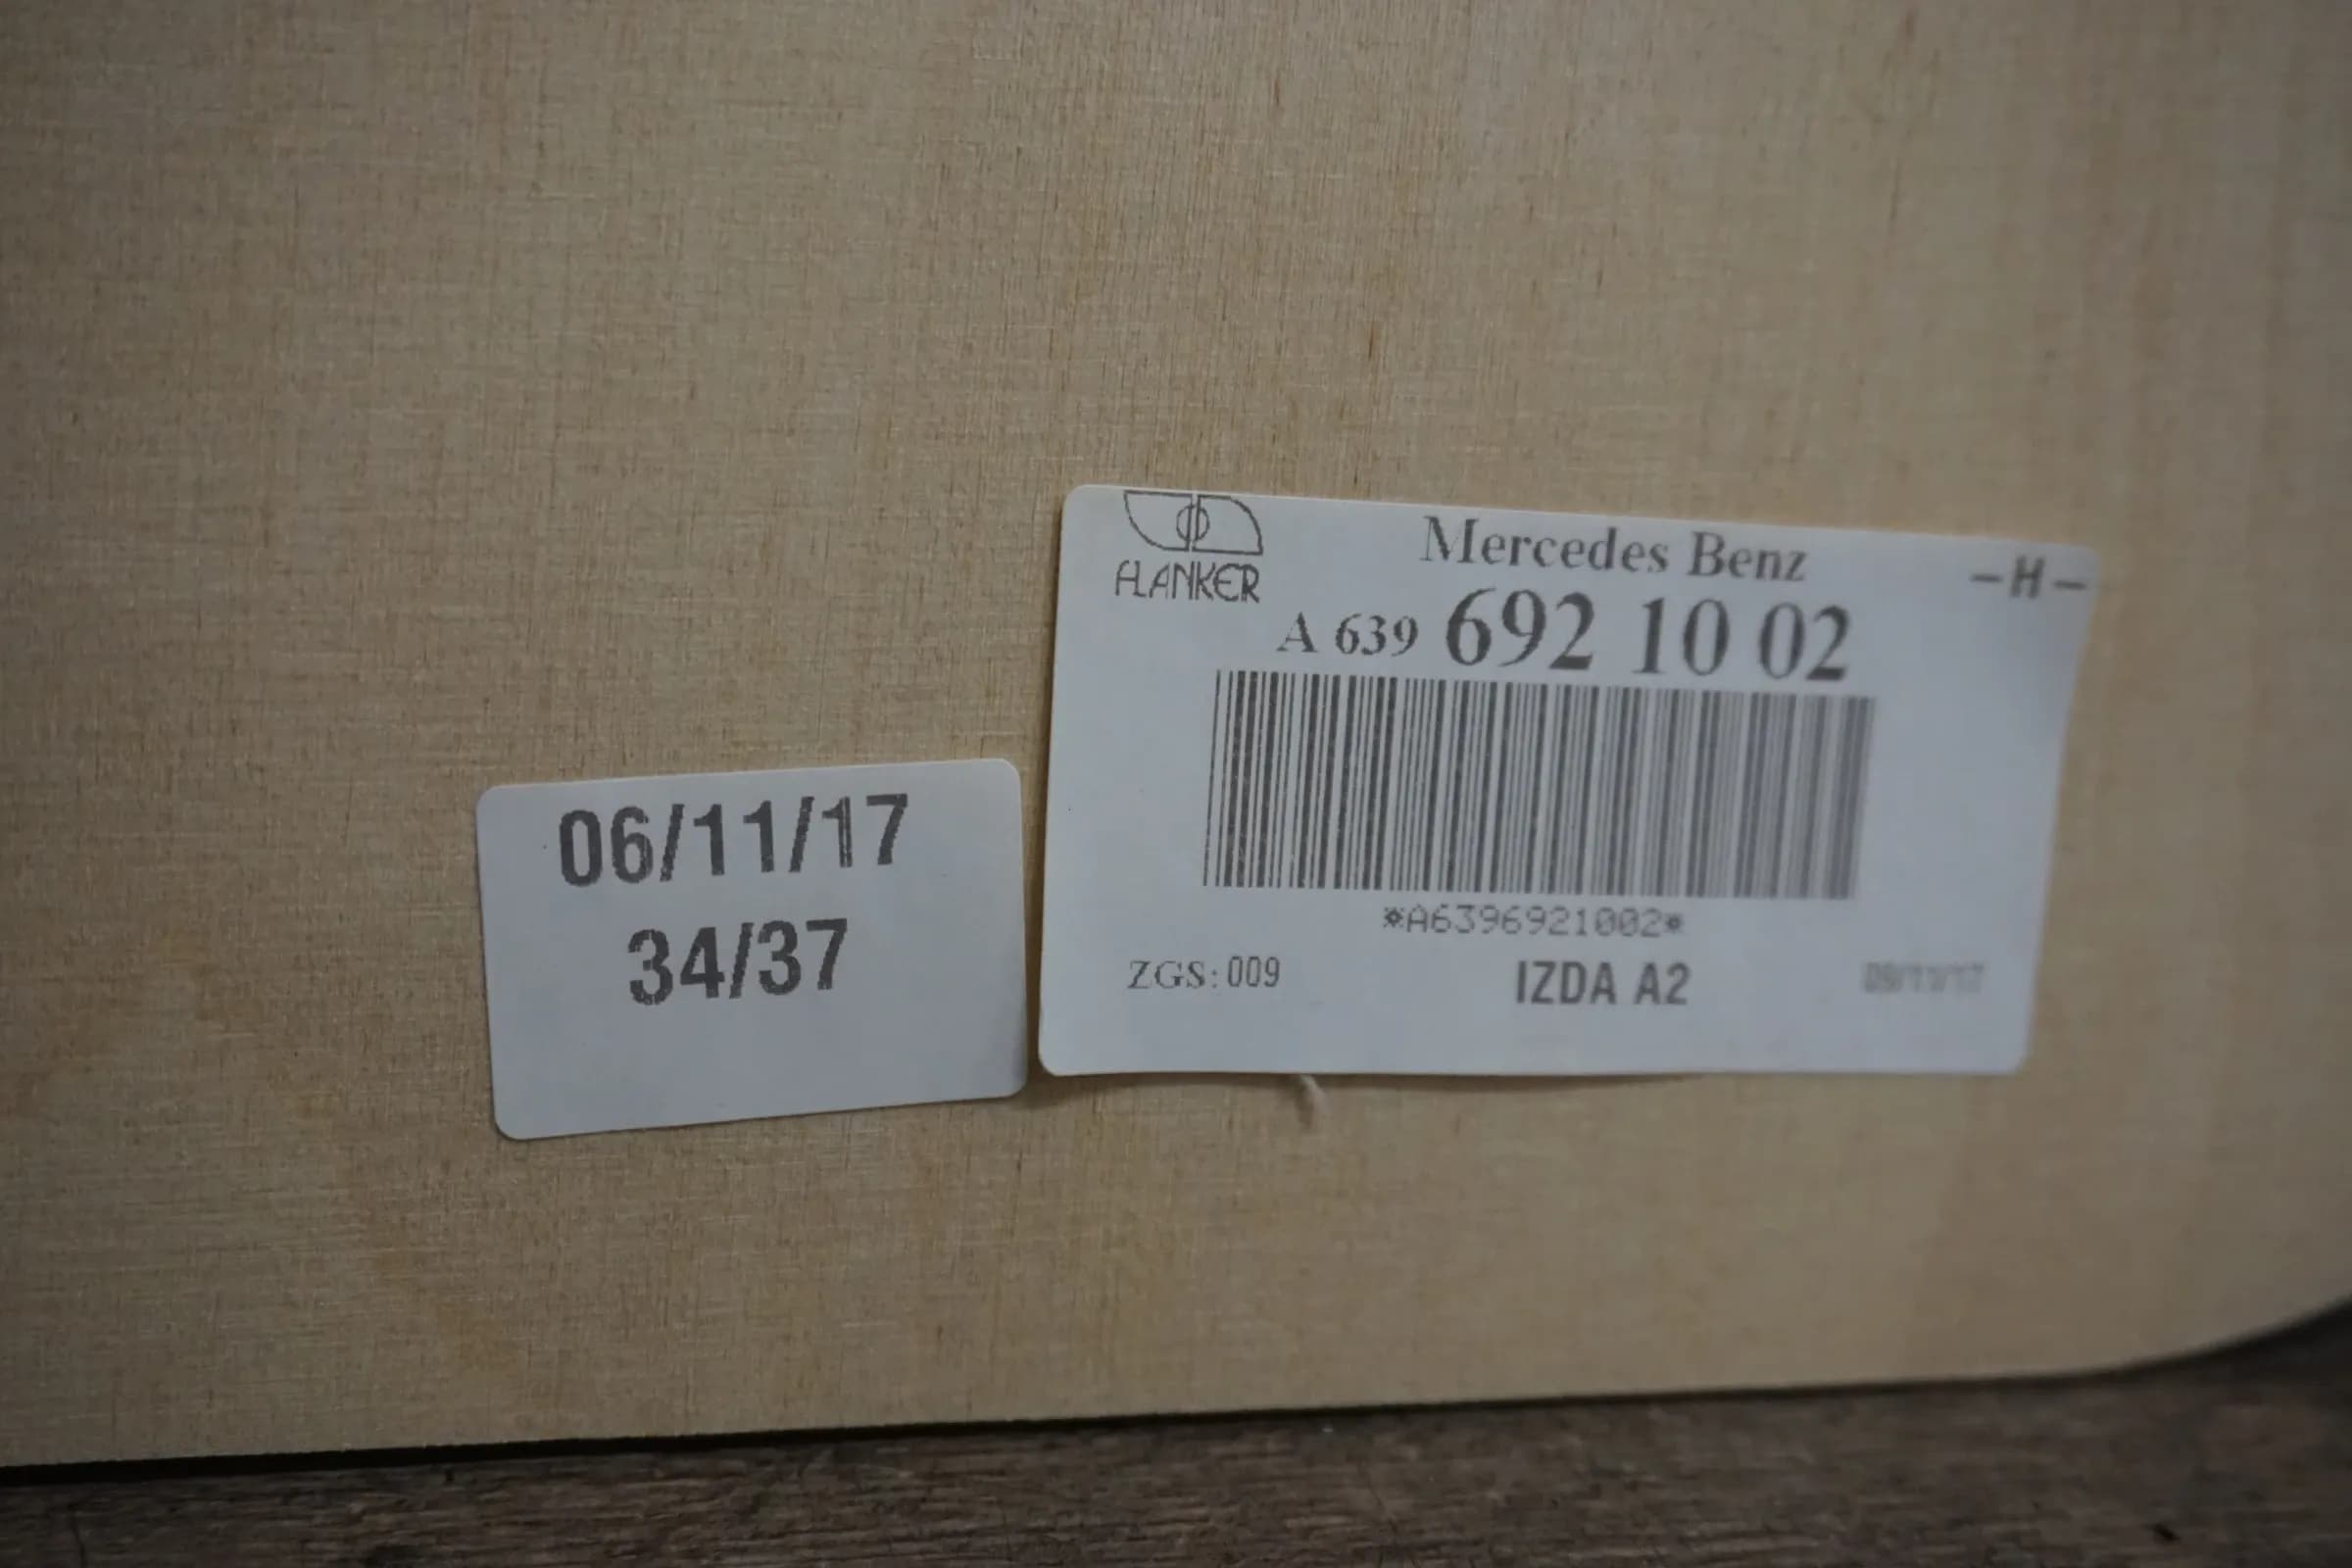 06/11/17
34/37
FLANKER
Mercedes Benz
-H-
A 639 692 10 02
*A6396921002*
ZGS: 009
IZDA A2